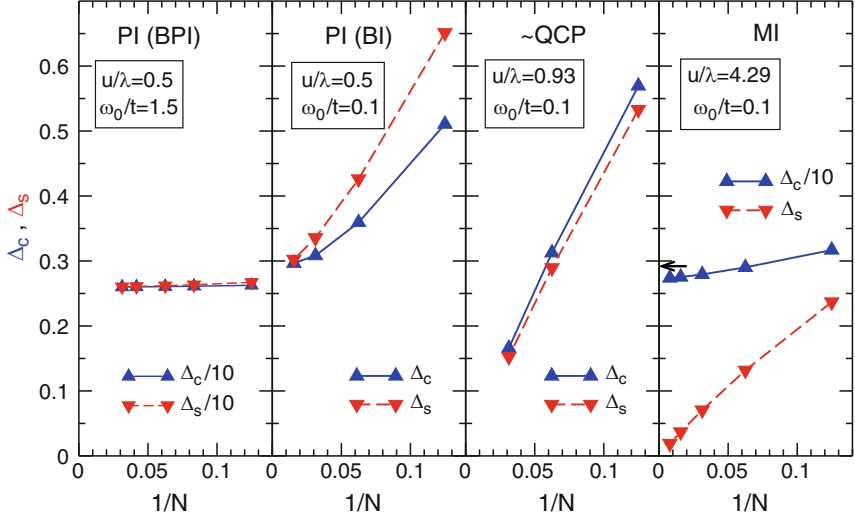 PI (BPI)
u/λ=0.5
ω₀/t=1.5
PI (BI)
u/λ=0.5
ω₀/t=0.1
~QCP
u/λ=0.93
ω₀/t=0.1
MI
u/λ=4.29
ω₀/t=0.1
Δc , Δs
0.6
0.5
0.4
0.3
0.2
0.1
0
Δc/10
Δs/10
Δc
Δs
Δc
Δs
Δc/10
Δs
0 0.05 0.1 0 0.05 0.1 0 0.05 0.1 0 0.05 0.1
1/N 1/N 1/N 1/N